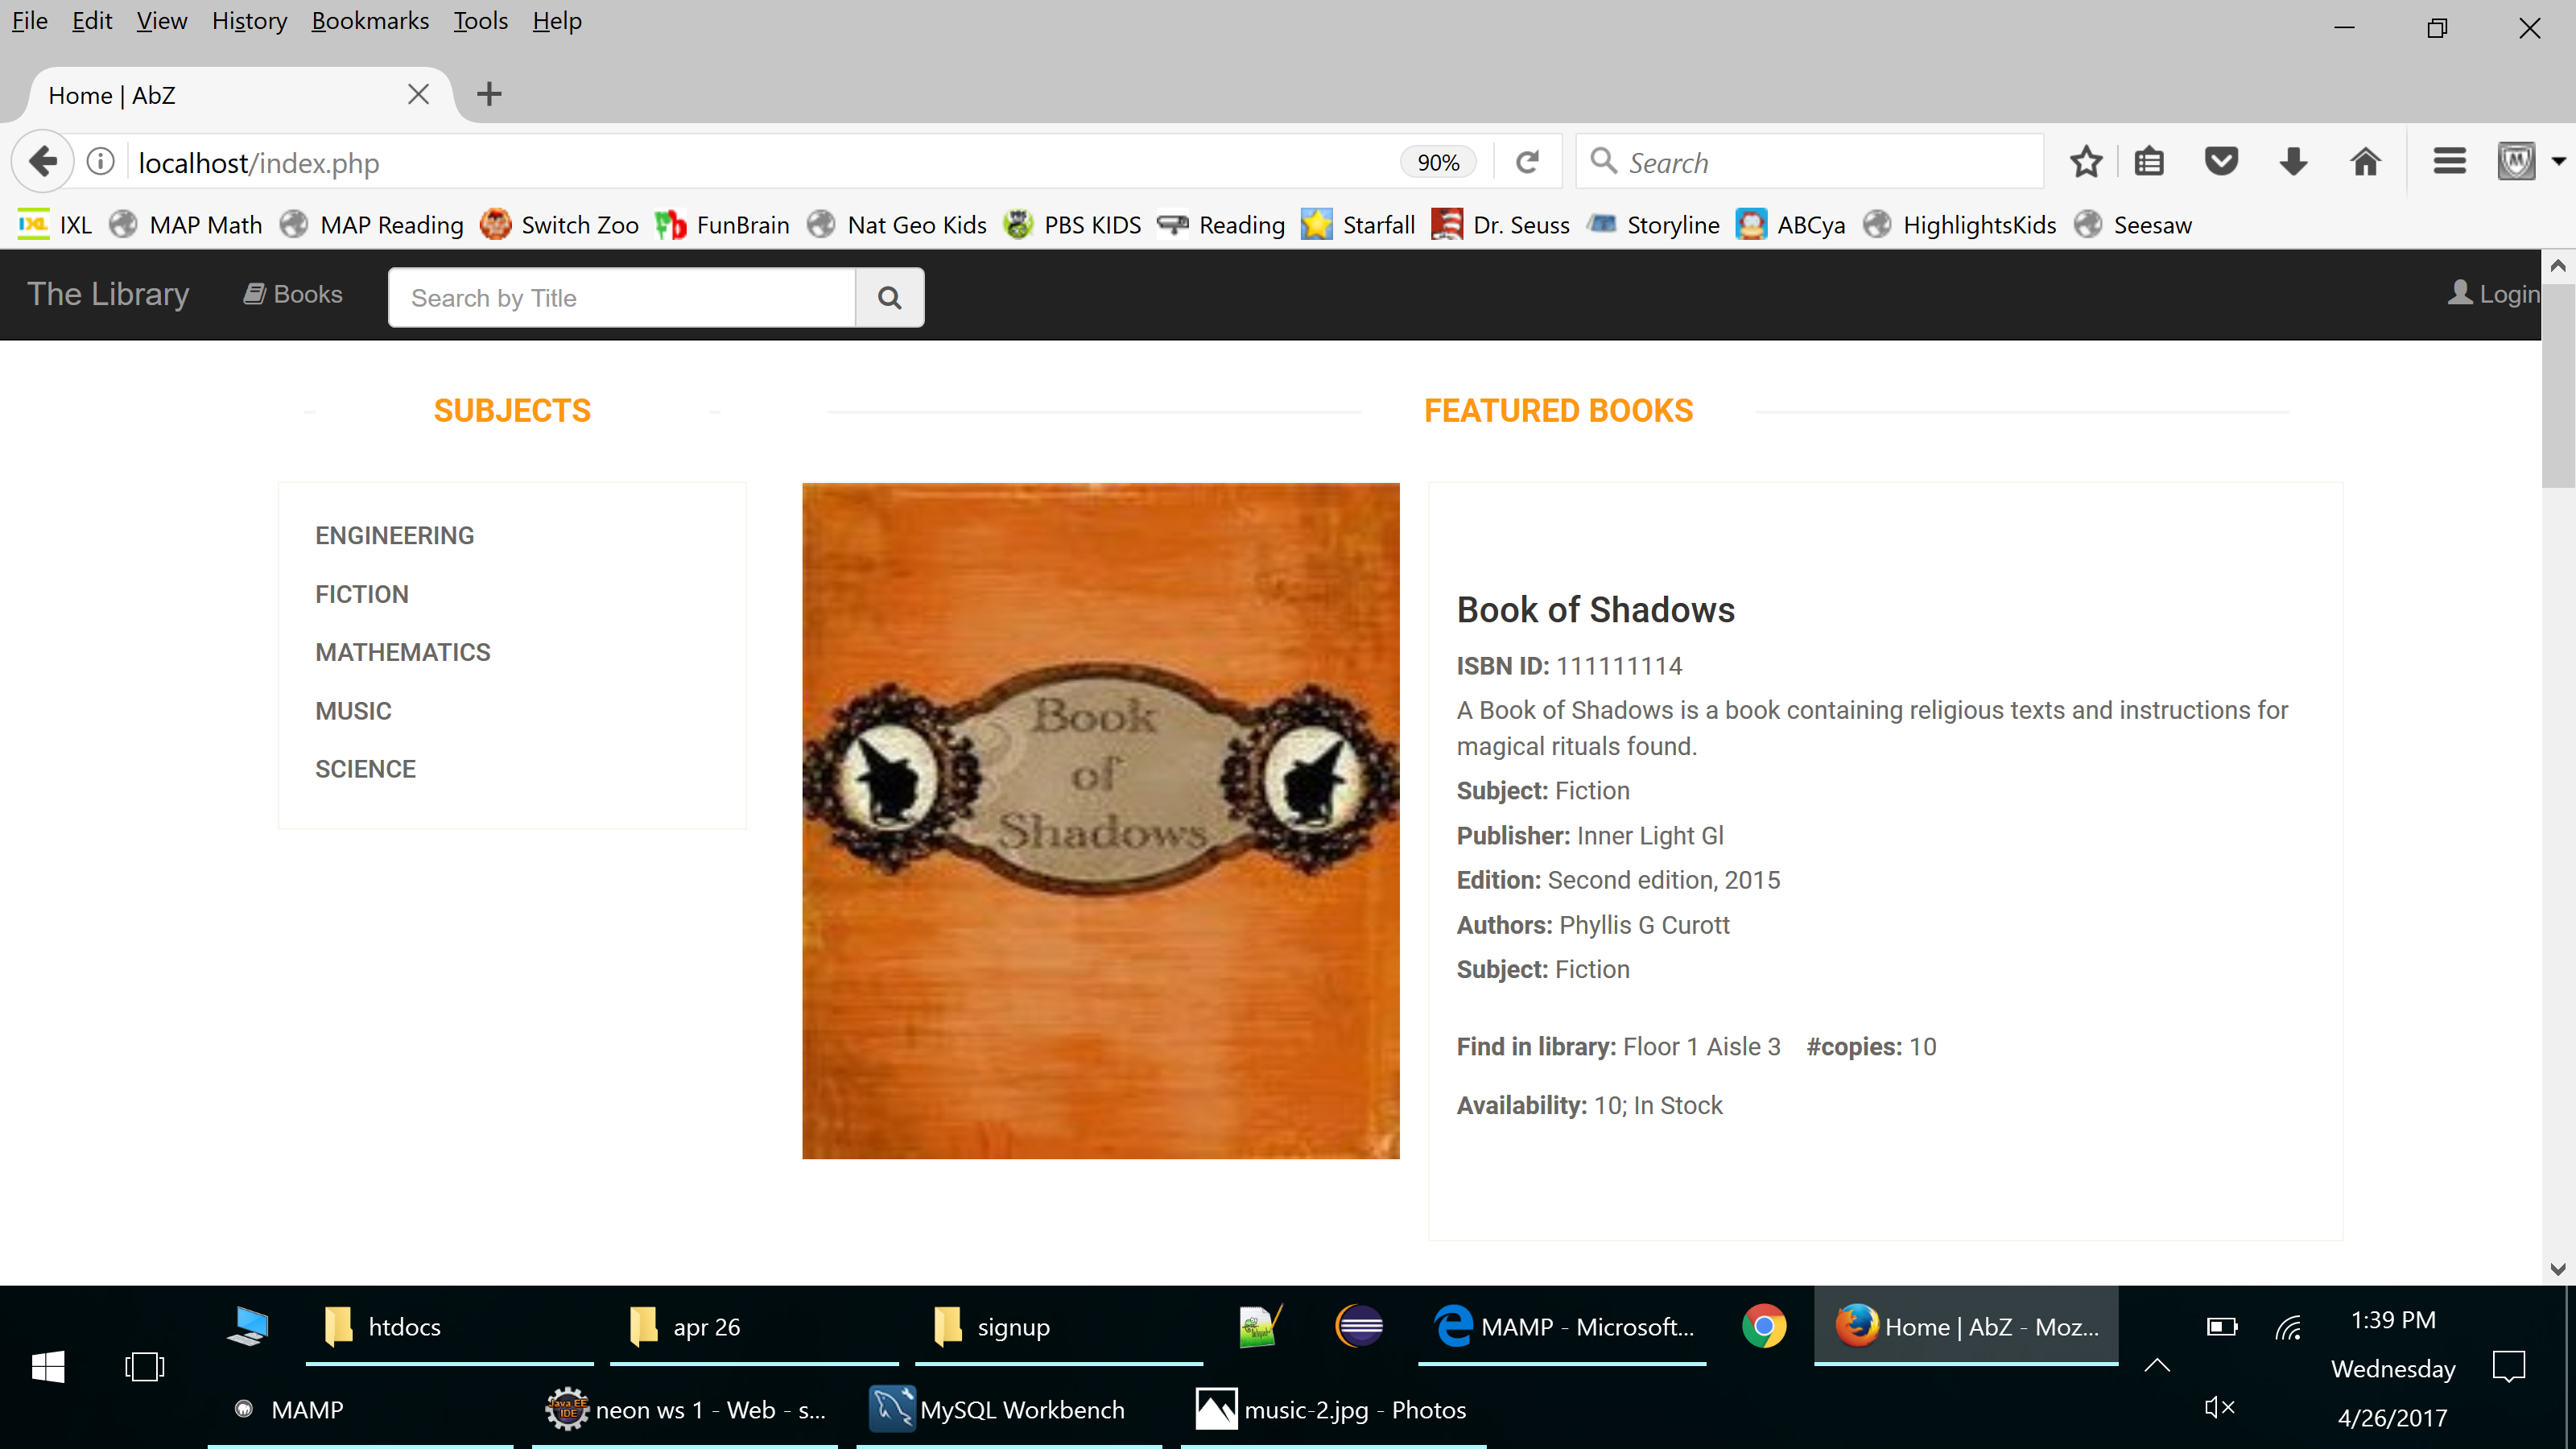 File Edit View History Bookmarks Tools Help
Home | AbZ
localhost/index.php 90% Search
IXL IXL MAP Math MAP Reading Switch Zoo FunBrain Nat Geo Kids PBS KIDS Reading Starfall Dr. Seuss Storyline ABCya HighlightsKids Seesaw
The Library Books Search by Title Login
SUBJECTS
FEATURED BOOKS
ENGINEERING
FICTION
MATHEMATICS
MUSIC
SCIENCE
Book
of
Shadows
Book of Shadows
ISBN ID: 111111114
A Book of Shadows is a book containing religious texts and instructions for
magical rituals found.
Subject: Fiction
Publisher: Inner Light Gl
Edition: Second edition, 2015
Authors: Phyllis G Curott
Subject: Fiction
Find in library: Floor 1 Aisle 3 #copies: 10
Availability: 10; In Stock
htdocs apr 26 signup MAMP - Microsoft... Home | AbZ - Moz...
MAMP Java EE IDE neon ws 1 - Web - s... MySQL Workbench music-2.jpg - Photos
1:39 PM
Wednesday
4/26/2017